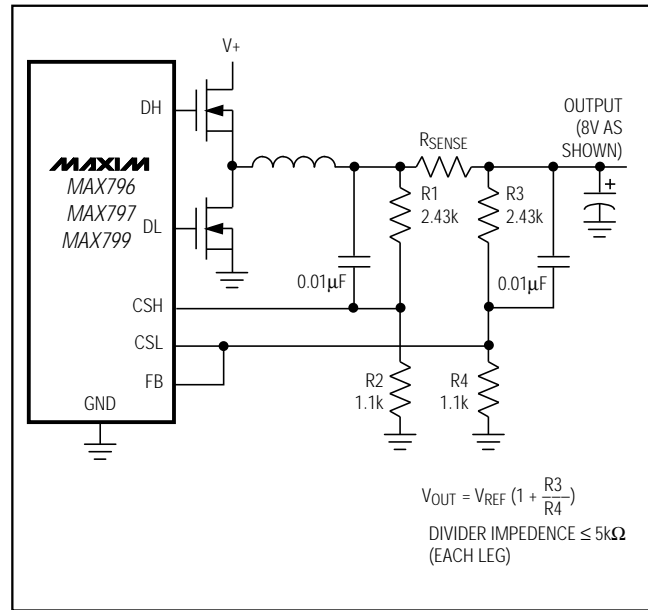 V+
DH
OUTPUT
(8V AS
SHOWN)
RSENSE
MAXIM
MAX796
MAX797
MAX799
R1
2.43k
R3
2.43k
DL
0.01µF
0.01µF
CSH
CSL
FB
R2
1.1k
R4
1.1k
GND
VOUT = VREF (1 + R3/R4)
DIVIDER IMPEDENCE ≤ 5kΩ
(EACH LEG)